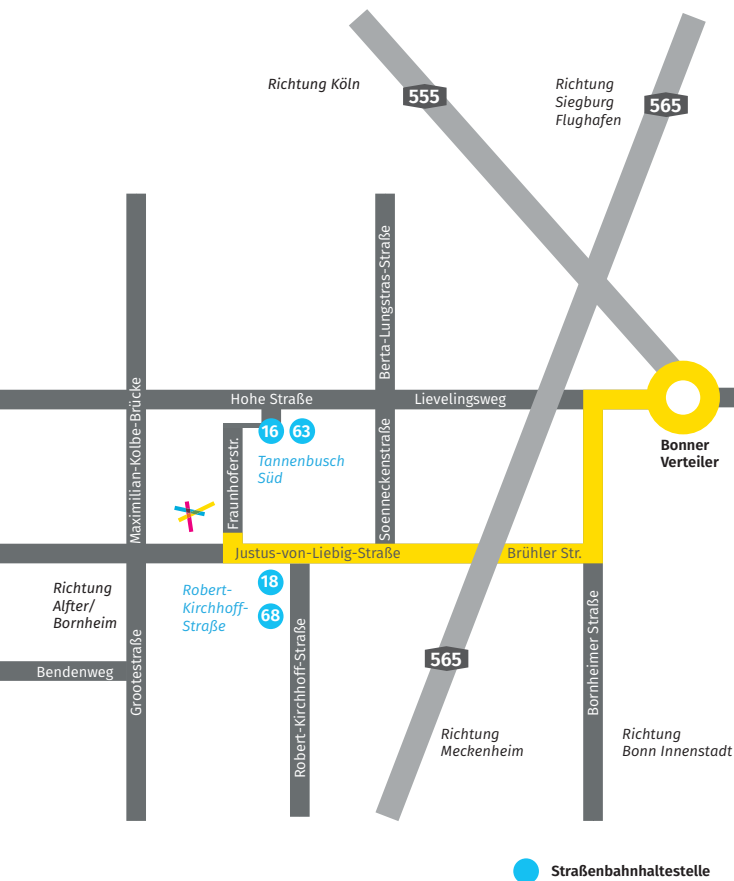 Richtung Köln
555
Richtung
Siegburg
Flughafen
565
Berta-Lungstras-Straße
Maximilian-Kolbe-Brücke
Hohe Straße
Lievelingsweg
16
63
Tannenbusch
Süd
Fraunhoferstr.
Soenneckenstraße
Bonner
Verteiler
Justus-von-Liebig-Straße
Brühler Str.
Richtung
Alfter/
Bornheim
Robert-
Kirchhoff-
Straße
18
68
Grootestraße
Bendenweg
Robert-Kirchhoff-Straße
565
Bornheimer Straße
Richtung
Meckenheim
Richtung
Bonn Innenstadt
Straßenbahnhaltestelle